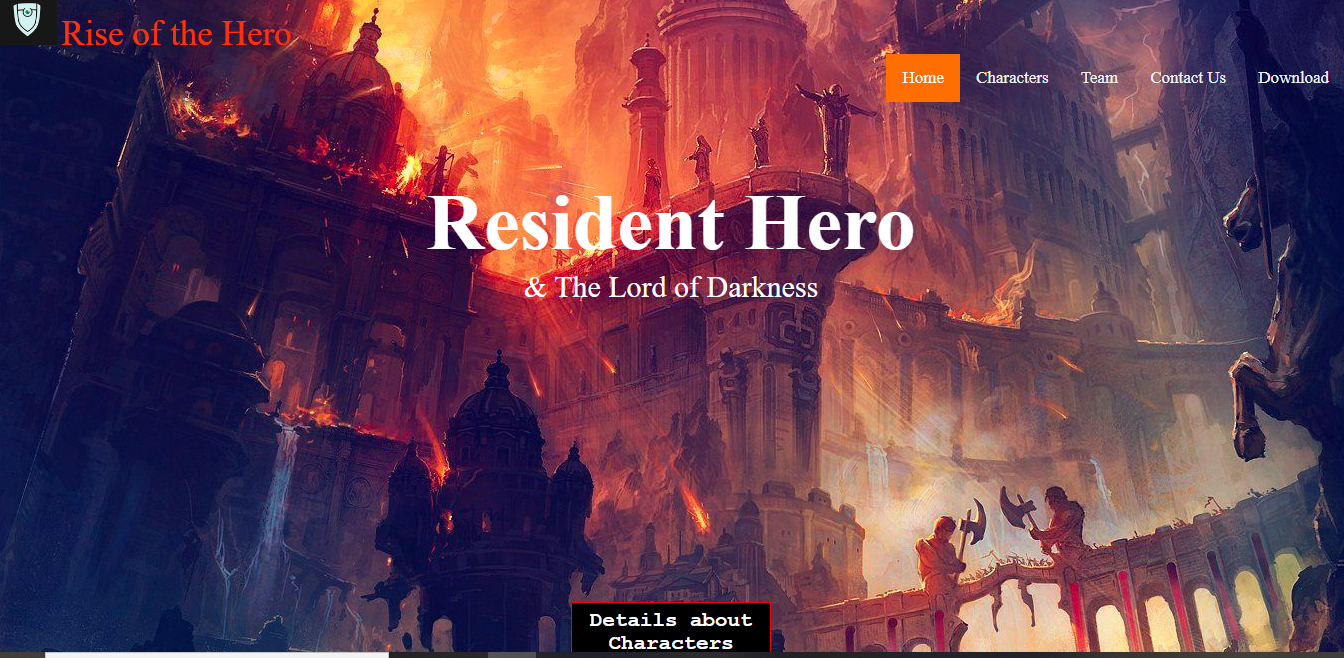 Rise of the Hero
Home Characters Team Contact Us Download
Resident Hero
& The Lord of Darkness
Details about
Characters